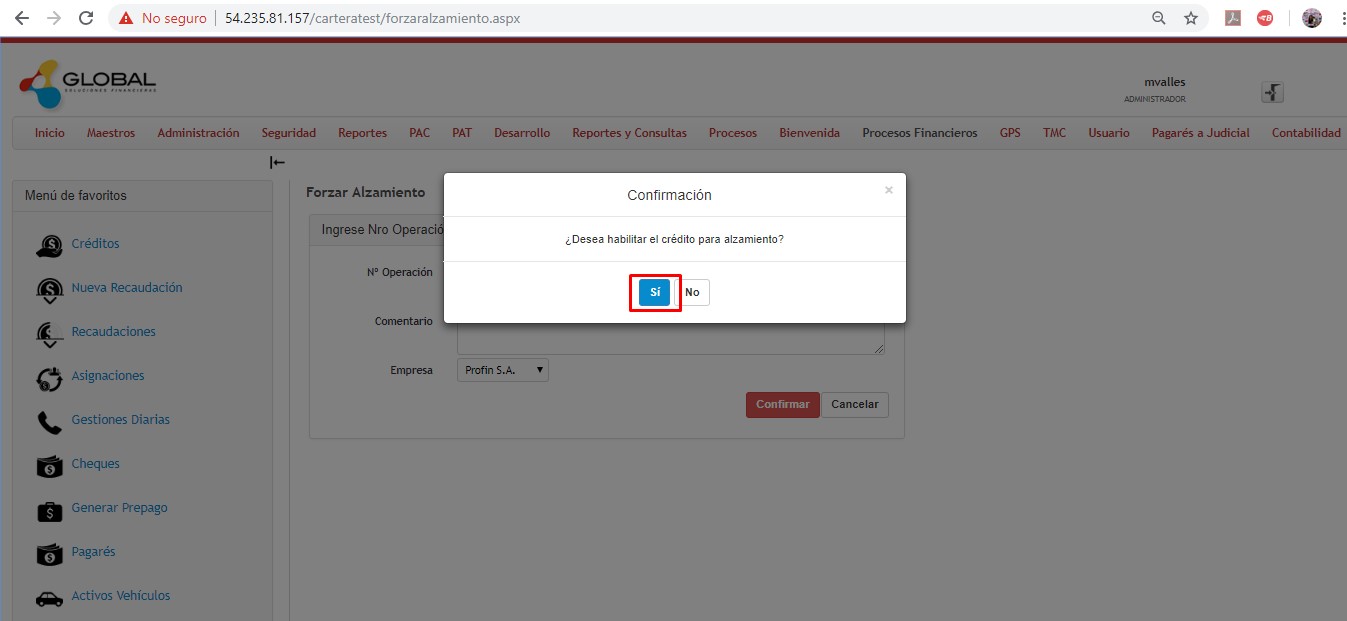 No seguro
54.235.81.157/carteratest/forzaralzamiento.aspx
GLOBAL
SOLUCIONES FINANCIERAS
mvalles
ADMINISTRADOR
Inicio Maestros Administración Seguridad Reportes PAC PAT Desarrollo Reportes y Consultas Procesos Bienvenida Procesos Financieros GPS TMC Usuario Pagarés a Judicial Contabilidad
Menú de favoritos
Créditos
Nueva Recaudación
Recaudaciones
Asignaciones
Gestiones Diarias
Cheques
Generar Prepago
Pagarés
Activos Vehículos
Forzar Alzamiento
Ingrese Nro Operació
Nº Operación
Comentario
Empresa Profin S.A.
Confirmar Cancelar
Confirmación ×
¿Desea habilitar el crédito para alzamiento?
Sí No